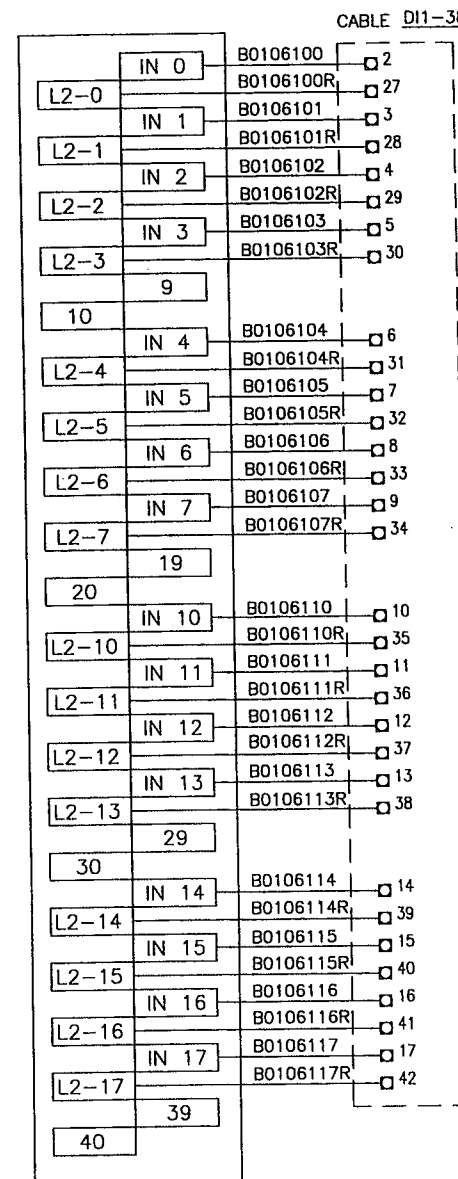 CABLE DI1-38
IN 0 B0106100 2
L2-0 B0106100R 27
IN 1 B0106101 3
L2-1 B0106101R 28
IN 2 B0106102 4
L2-2 B0106102R 29
IN 3 B0106103 5
L2-3 B0106103R 30
9
10
IN 4 B0106104 6
L2-4 B0106104R 31
IN 5 B0106105 7
L2-5 B0106105R 32
IN 6 B0106106 8
L2-6 B0106106R 33
IN 7 B0106107 9
L2-7 B0106107R 34
19
20
IN 10 B0106110 10
L2-10 B0106110R 35
IN 11 B0106111 11
L2-11 B0106111R 36
IN 12 B0106112 12
L2-12 B0106112R 37
IN 13 B0106113 13
L2-13 B0106113R 38
29
30
IN 14 B0106114 14
L2-14 B0106114R 39
IN 15 B0106115 15
L2-15 B0106115R 40
IN 16 B0106116 16
L2-16 B0106116R 41
IN 17 B0106117 17
L2-17 B0106117R 42
39
40